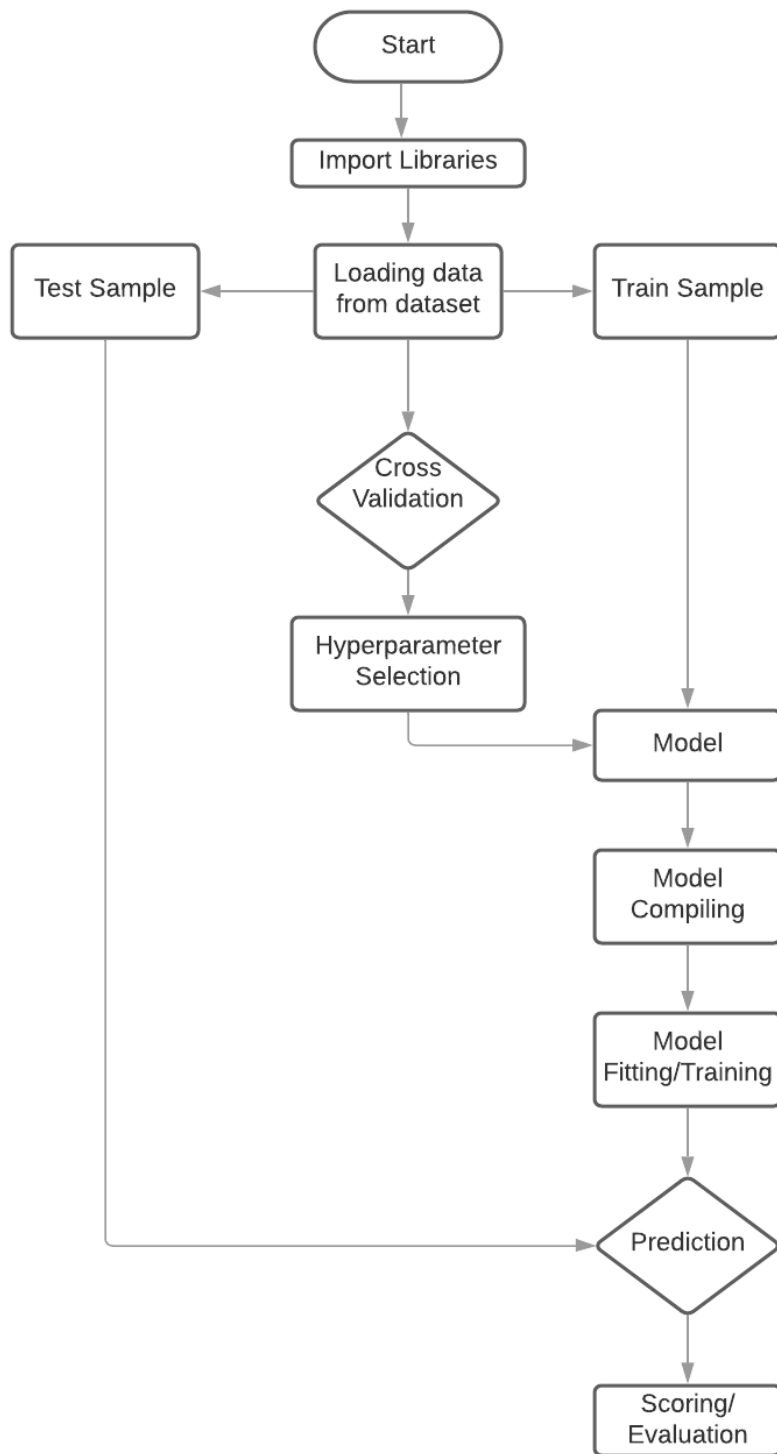 Start
Import Libraries
Test Sample
Loading data
from dataset
Train Sample
Cross
Validation
Hyperparameter
Selection
Model
Model
Compiling
Model
Fitting/Training
Prediction
Scoring/
Evaluation